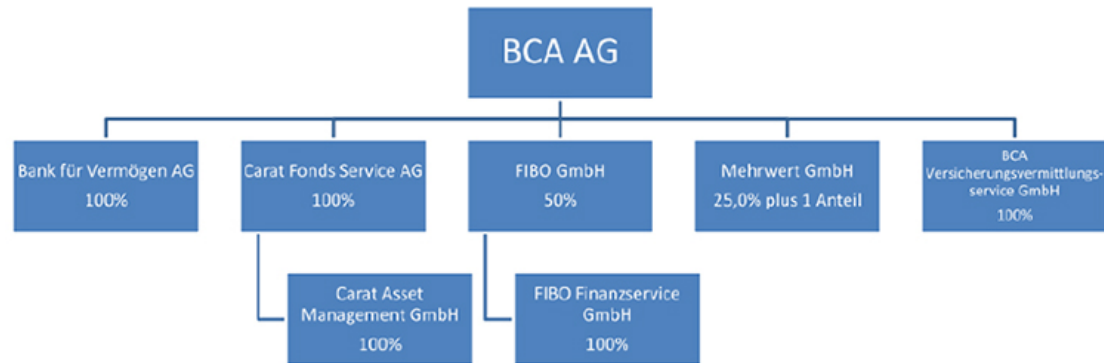 BCA AG
Bank für Vermögen AG
100%
Carat Fonds Service AG
100%
FIBO GmbH
50%
Mehrwert GmbH
25,0% plus 1 Anteil
BCA
Versicherungsvermittlungs-
service GmbH
100%
Carat Asset
Management GmbH
100%
FIBO Finanzservice
GmbH
100%